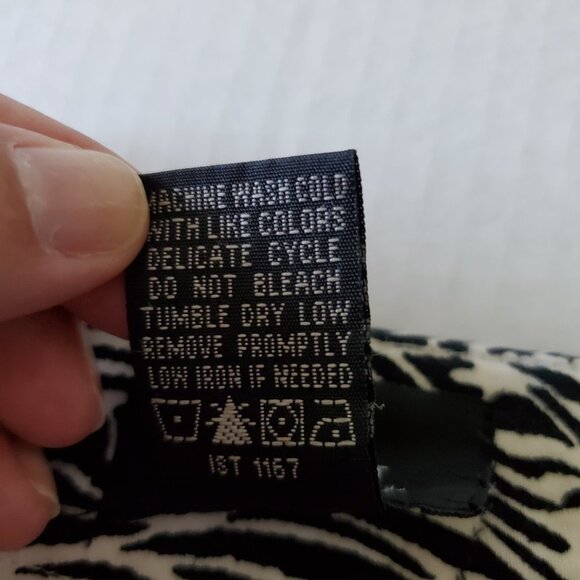 MACHINE WASH COLD
WITH LIKE COLORS
DELICATE CYCLE
DO NOT BLEACH
TUMBLE DRY LOW
REMOVE PROMPTLY
LOW IRON IF NEEDED
IST 1167